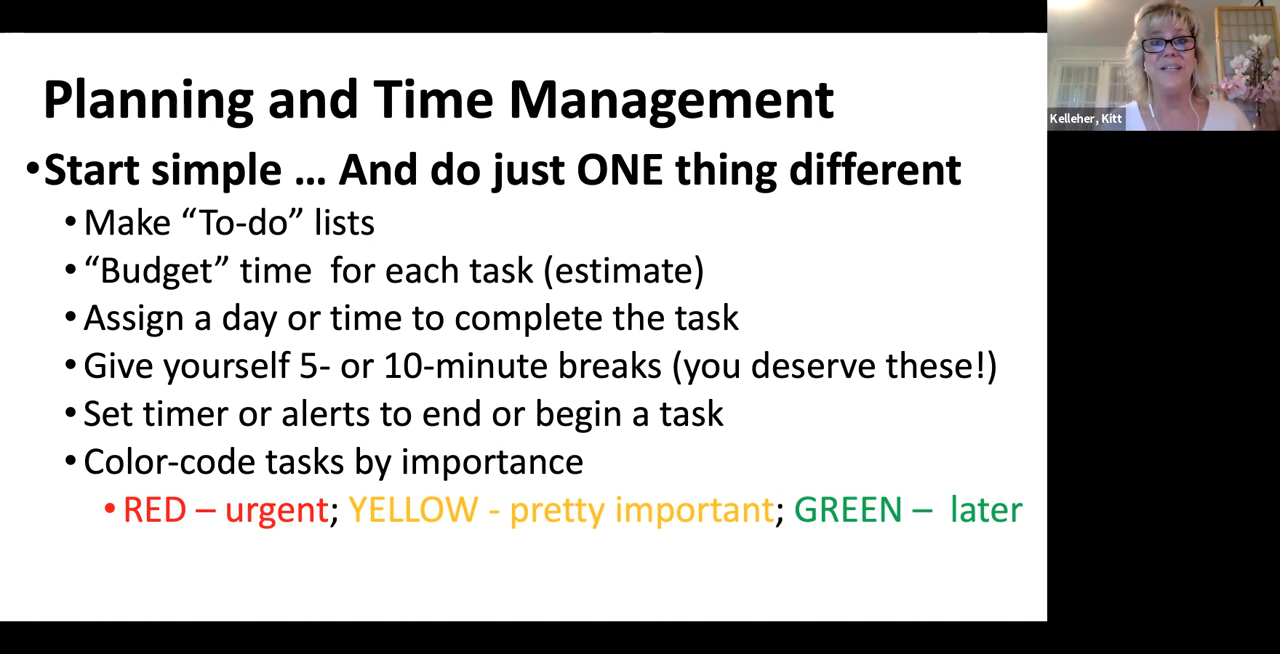 Planning and Time Management
•Start simple … And do just ONE thing different
•Make “To-do” lists
•“Budget” time  for each task (estimate)
•Assign a day or time to complete the task
•Give yourself 5- or 10-minute breaks (you deserve these!)
•Set timer or alerts to end or begin a task
•Color-code tasks by importance
•RED – urgent; YELLOW - pretty important; GREEN –  later
Kelleher, Kitt